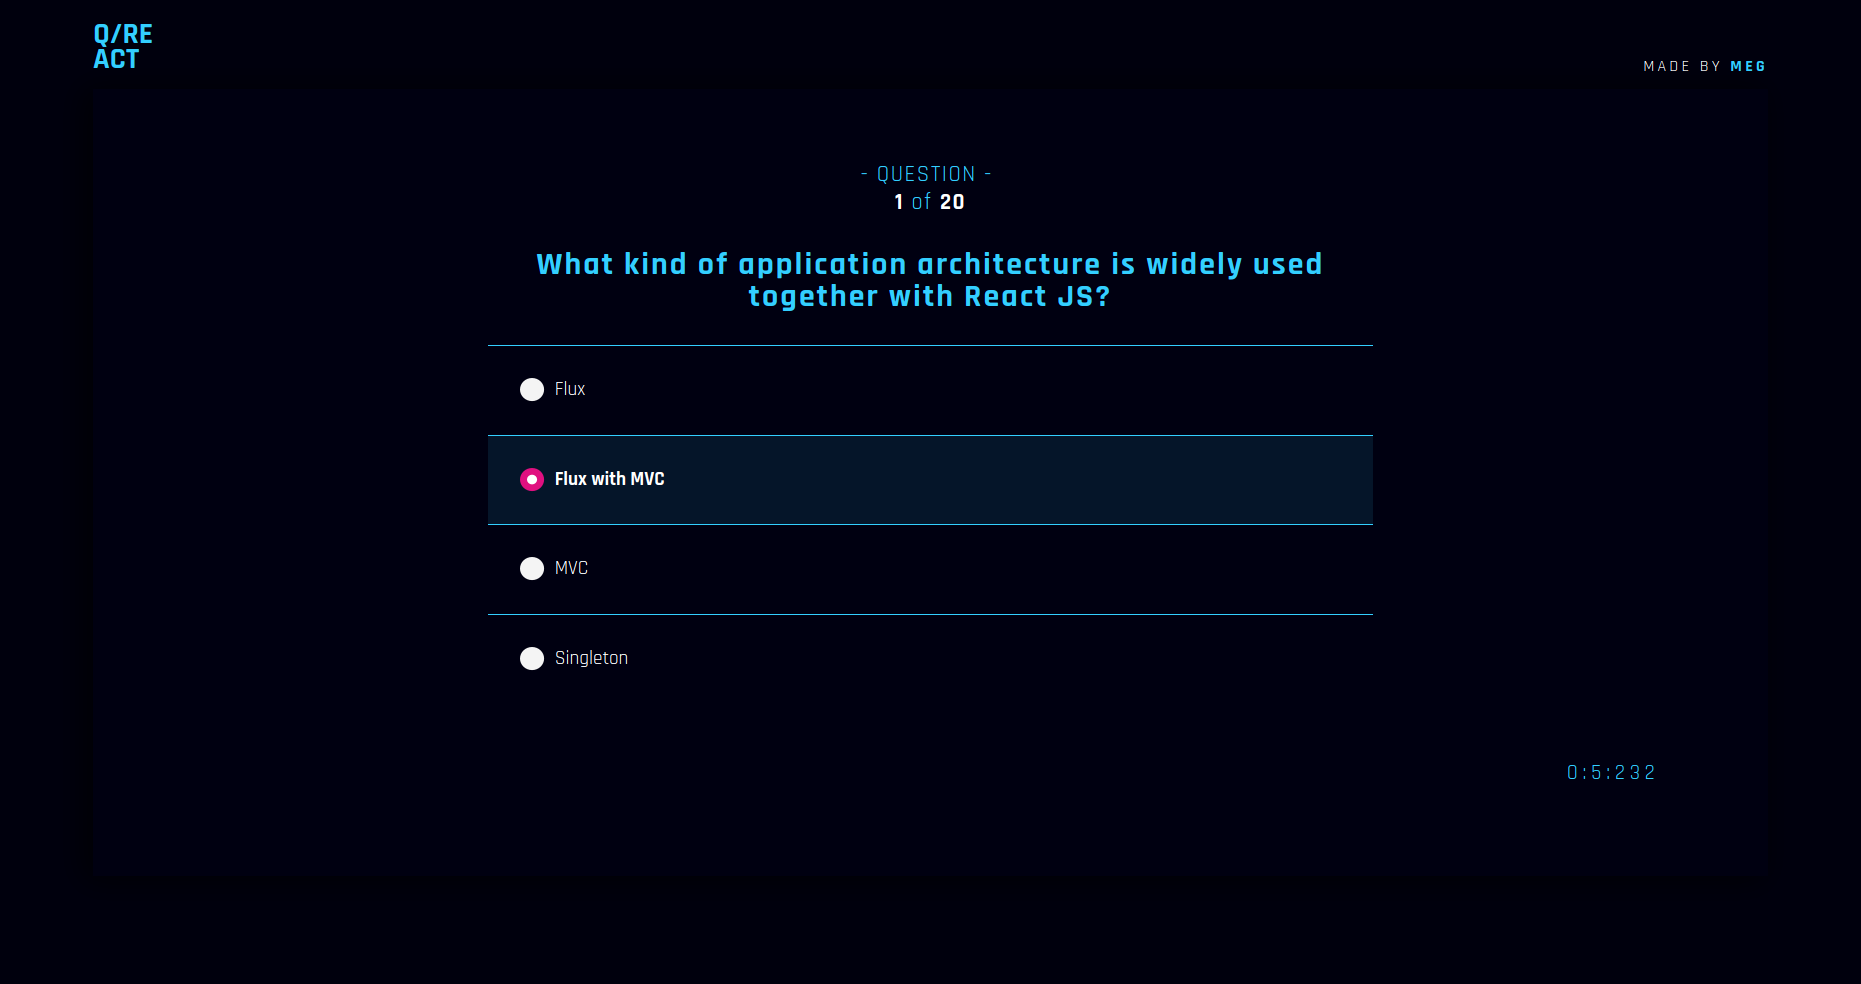 Q/RE
ACT
MADE BY MEG
- QUESTION -
1 of 20
What kind of application architecture is widely used
together with React JS?
Flux
Flux with MVC
MVC
Singleton
0:5:232